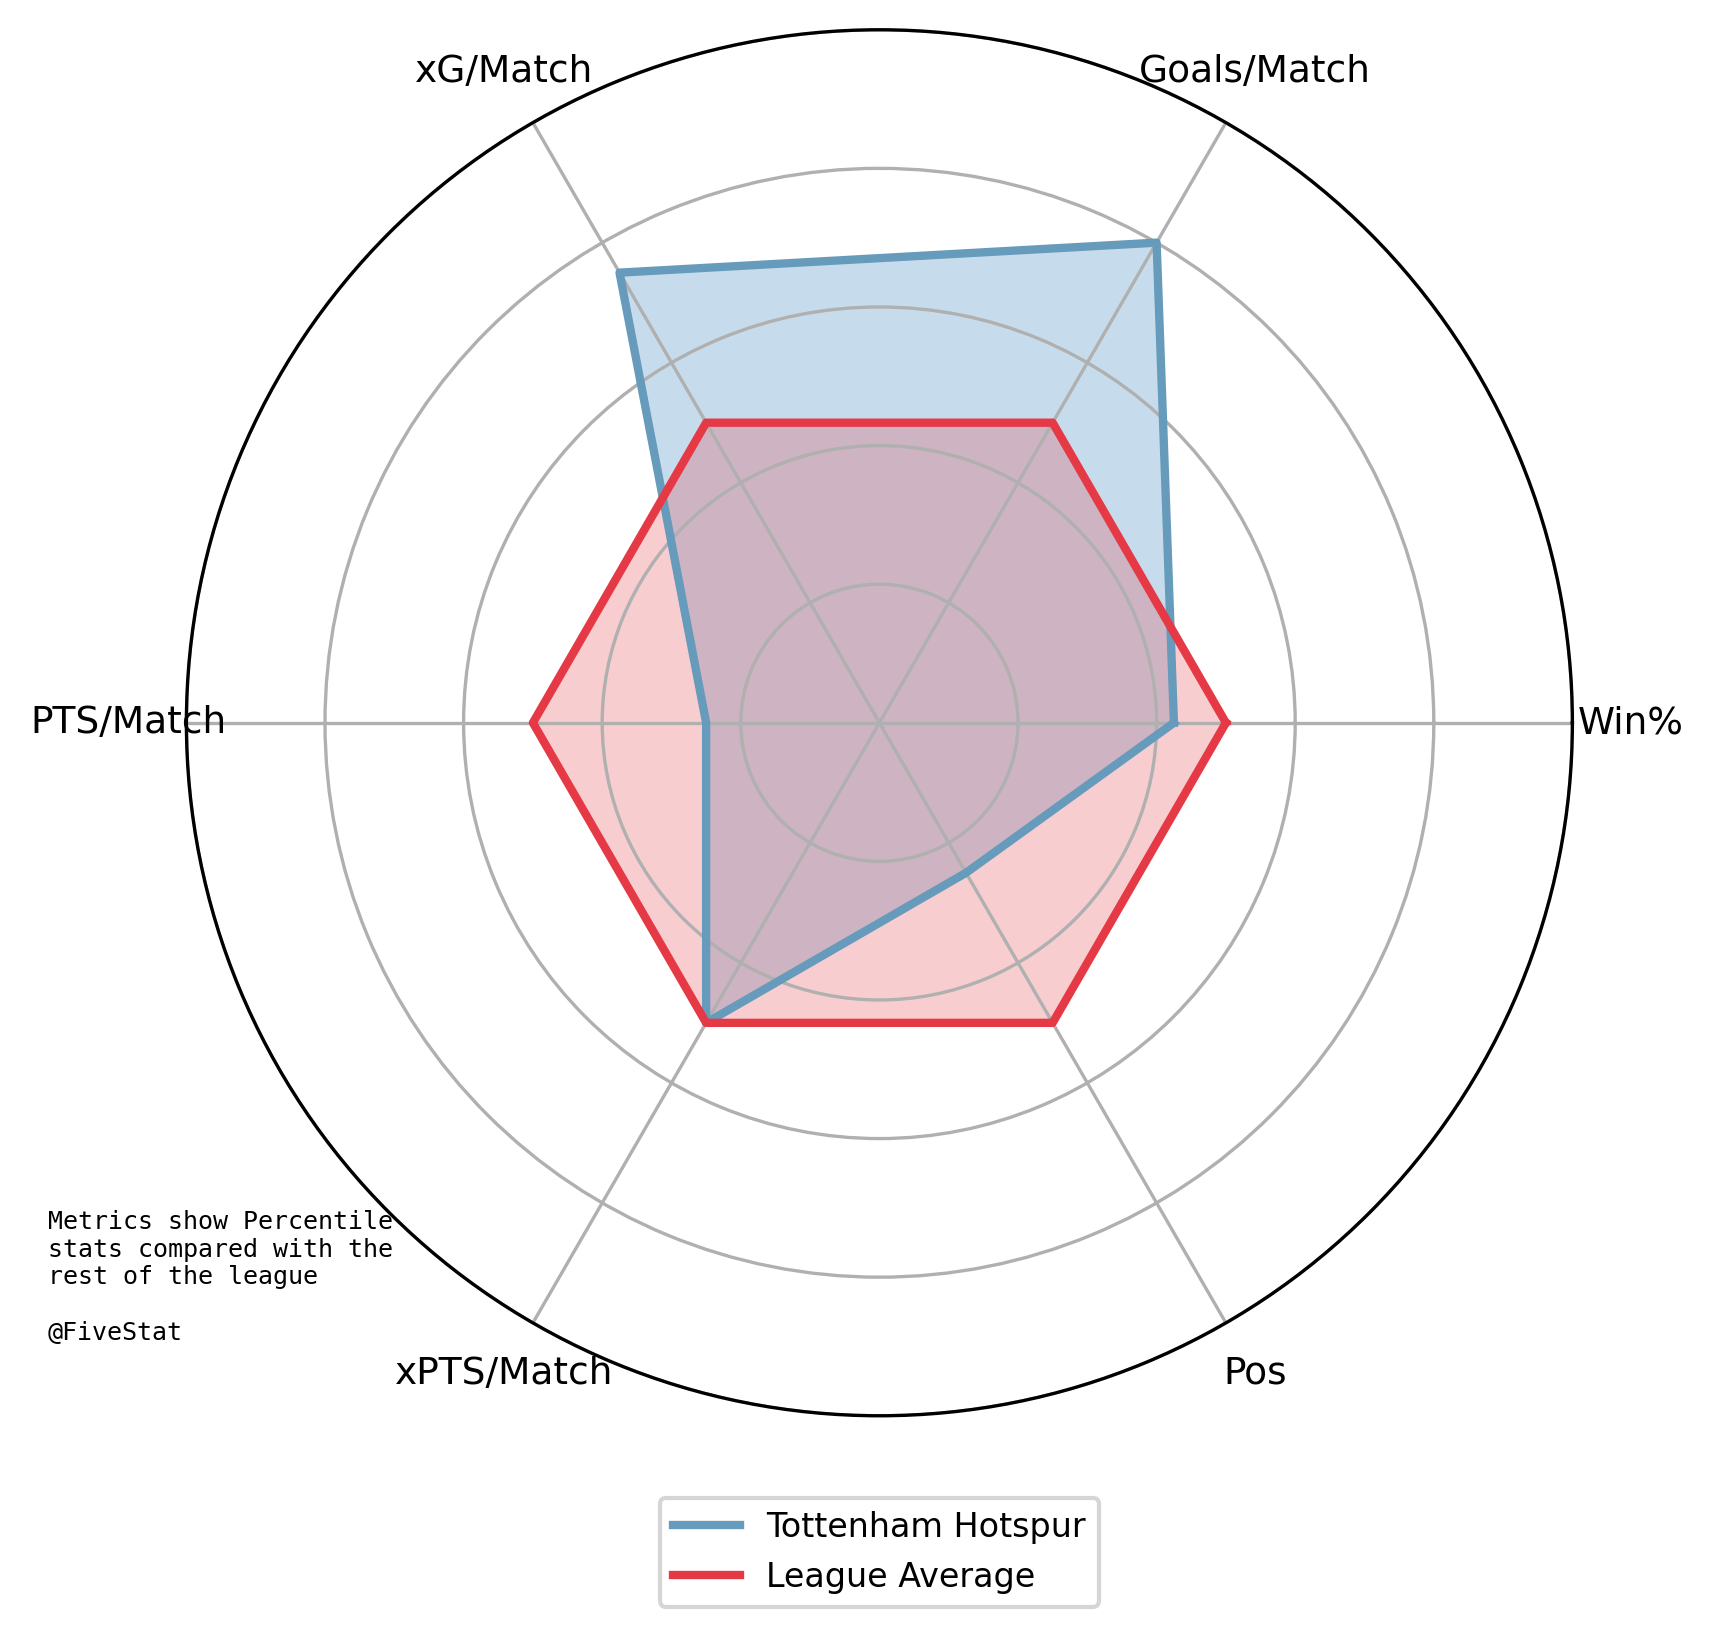 xG/Match
Goals/Match
PTS/Match
Win%
Metrics show Percentile
stats compared with the
rest of the league
@FiveStat
xPTS/Match
Pos
Tottenham Hotspur
League Average